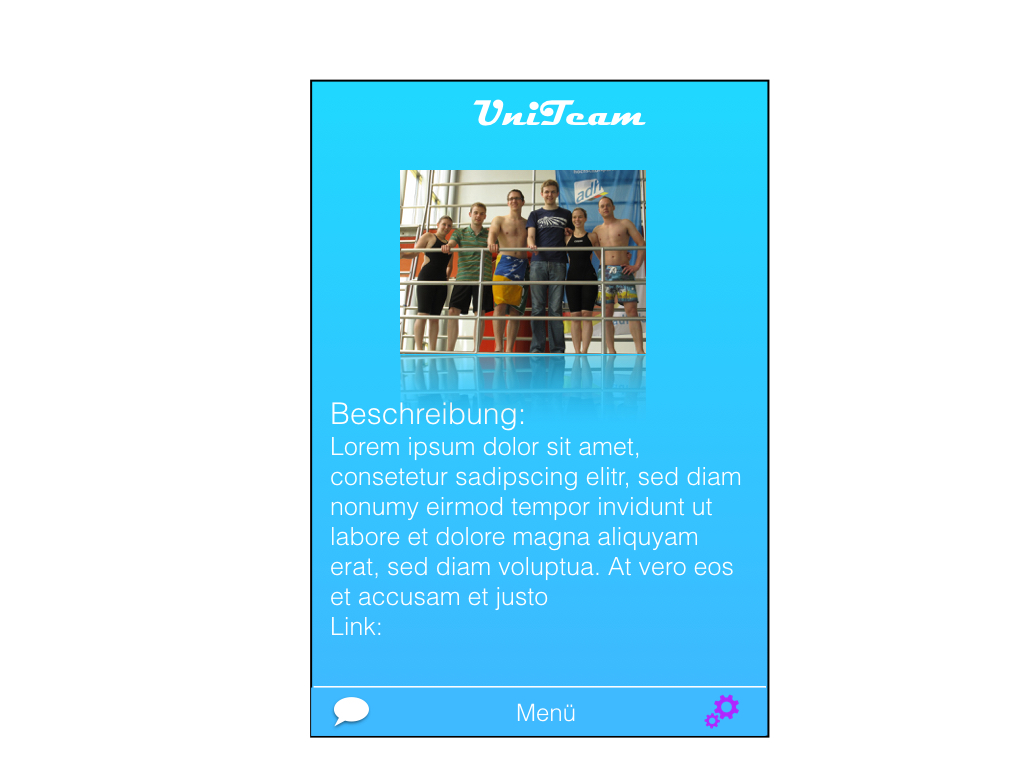 UniTeam
adh
Beschreibung:
Lorem ipsum dolor sit amet,
consetetur sadipscing elitr, sed diam
nonumy eirmod tempor invidunt ut
labore et dolore magna aliquyam
erat, sed diam voluptua. At vero eos
et accusam et justo
Link:
Menü